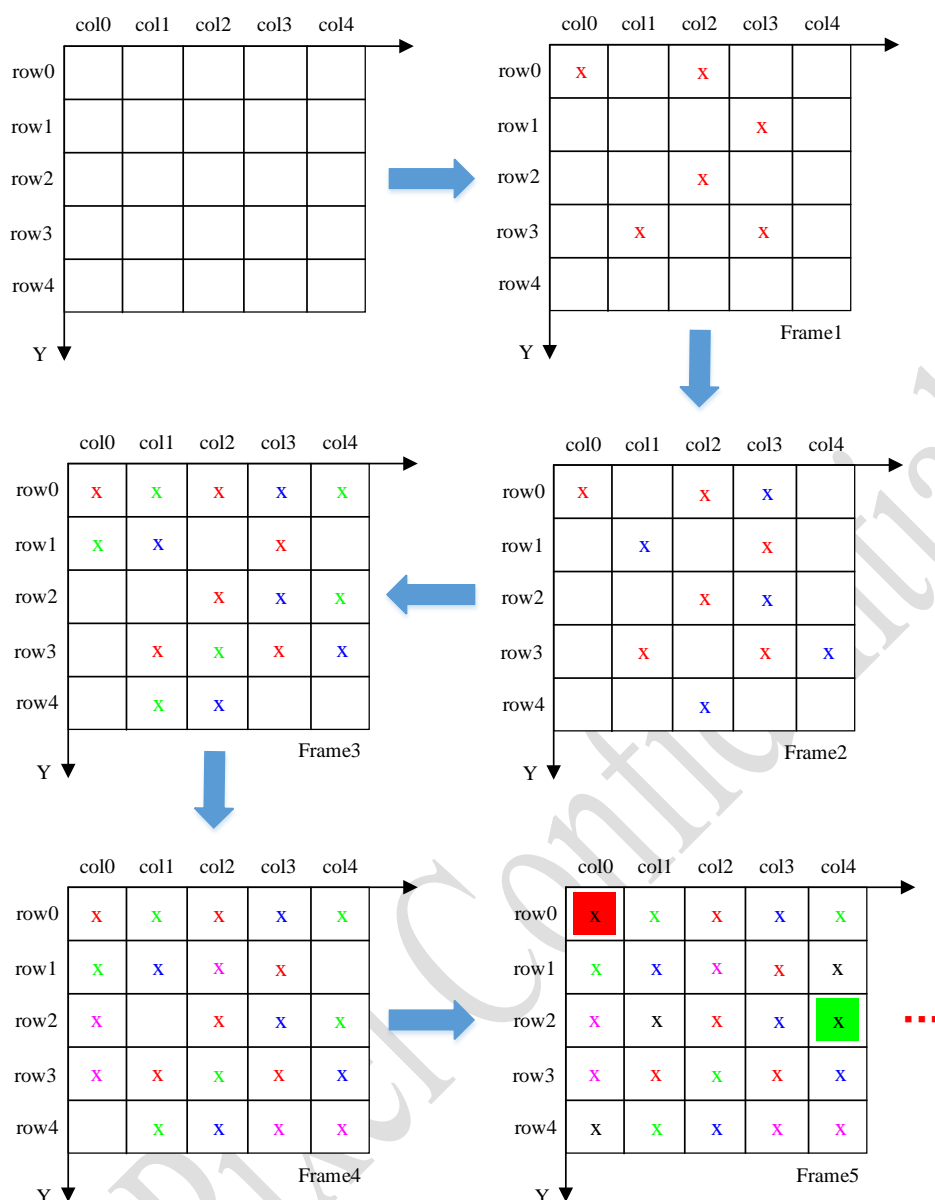 col0 col1 col2 col3 col4
row0
row1
row2
row3
row4
Y
col0 col1 col2 col3 col4
row0 x x
row1 x
row2 x
row3 x x
row4
Frame1
Y
col0 col1 col2 col3 col4
row0 x x x x x
row1 x x x
row2 x x x
row3 x x x x
row4 x x
Frame3
Y
col0 col1 col2 col3 col4
row0 x x x
row1 x x
row2 x x
row3 x x x
row4 x
Frame2
Y
col0 col1 col2 col3 col4
row0 x x x x x
row1 x x x x
row2 x x x x
row3 x x x x x
row4 x x x x
Frame4
Y
col0 col1 col2 col3 col4
row0 x x x x x
row1 x x x x x
row2 x x x x x
row3 x x x x x
row4 x x x x x
Frame5
Y